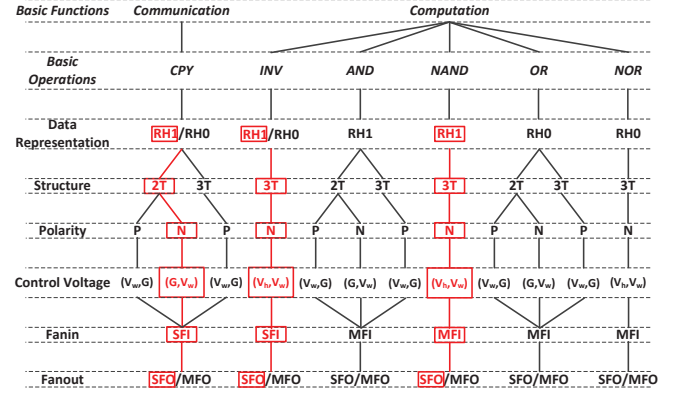 Basic Functions Communication Computation
Basic
Operations
CPY INV AND NAND OR NOR
Data
Representation
RH1/RH0 RH1/RH0 RH1 RH1 RH0 RH0
Structure 2T 3T 3T 2T 3T 3T 2T 3T 3T
Polarity P N P N P N P N P N P N
Control Voltage (Vw,G) (G,Vw) (Vw,G) (Vh,Vw) (Vw,G) (G,Vw) (Vw,G) (Vh,Vw) (Vw,G) (G,Vw) (Vw,G) (Vh,Vw)
Fanin SFI SFI MFI MFI MFI MFI
Fanout SFO/MFO SFO/MFO SFO/MFO SFO/MFO SFO/MFO SFO/MFO